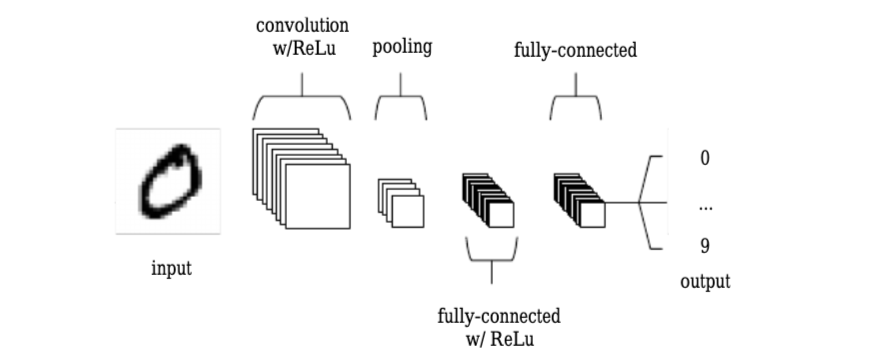 convolution
w/ReLu
pooling
fully-connected
input
fully-connected
w/ ReLu
0
...
9
output